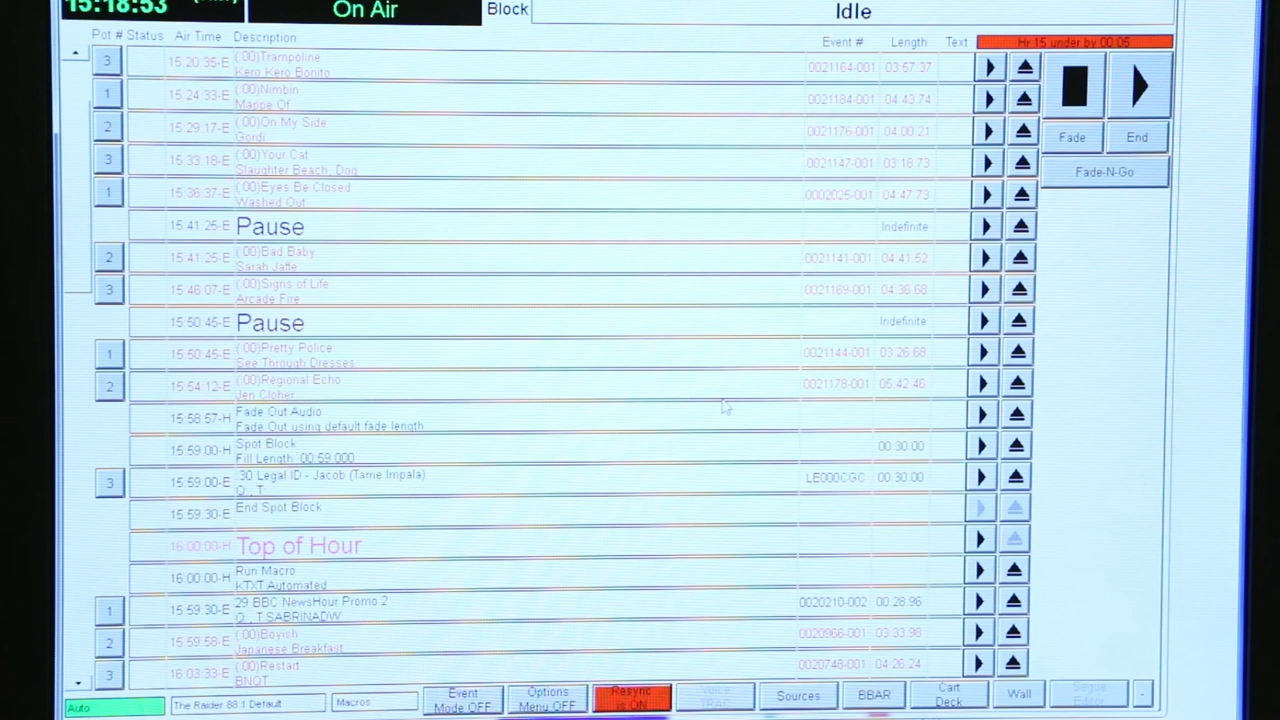 15:18:53
On Air
Block
Idle
Pot # Status Air Time Description Event # Length Text Hr 15 under by 00:05
3 15:20:35-E (:00)Trampoline 0021164-001 03:57.37
Kero Kero Bonito
1 15:24:33-E (:00)Nimbin 0021184-001 04:43.74
Mappe Of
2 15:29:17-E (:00)On My Side 0021176-001 04:00.21
Gordi
3 15:33:18-E (:00)Your Cat 0021147-001 03:18.73
Slaughter Beach, Dog
1 15:36:37-E (:00)Eyes Be Closed 0002025-001 04:47.73
Washed Out
15:41:25-E Pause Indefinite
2 15:41:25-E (:00)Bad Baby 0021141-001 04:41.52
Sarah Jaffe
3 15:46:07-E (:00)Signs of Life 0021169-001 04:36.68
Arcade Fire
15:50:45-E Pause Indefinite
1 15:50:45-E (:00)Pretty Police 0021144-001 03:26.68
See Through Dresses
2 15:54:12-E (:00)Regional Echo 0021178-001 05:42.46
Jen Cloher
15:58:57-H Fade Out Audio
Fade Out using default fade length
15:59:00-H Spot Block 00:30.00
Fill Length: 00:59.000
3 15:59:00-E :30 Legal ID - Jacob (Tame Impala) LE000CGC 00:30.00
Q:, T:
15:59:30-E End Spot Block
16:00:00-H Top of Hour
16:00:00-H Run Macro
KTXT Automated
1 15:59:30-E :29 BBC NewsHour Promo 2 0020210-002 00:28.96
Q:, T:SABRINADW
2 15:59:58-E (:00)Boyish 0020966-001 03:33.98
Japanese Breakfast
3 16:03:33-E (:00)Restart 0020748-001 04:26.24
BNQT
Fade End
Fade-N-Go
Auto
The Raider 88.1 Default
Macros
Event Mode OFF
Options Menu OFF
Resync is ON
Sources
BBAR
Cart Deck
Wall
Segue Editor